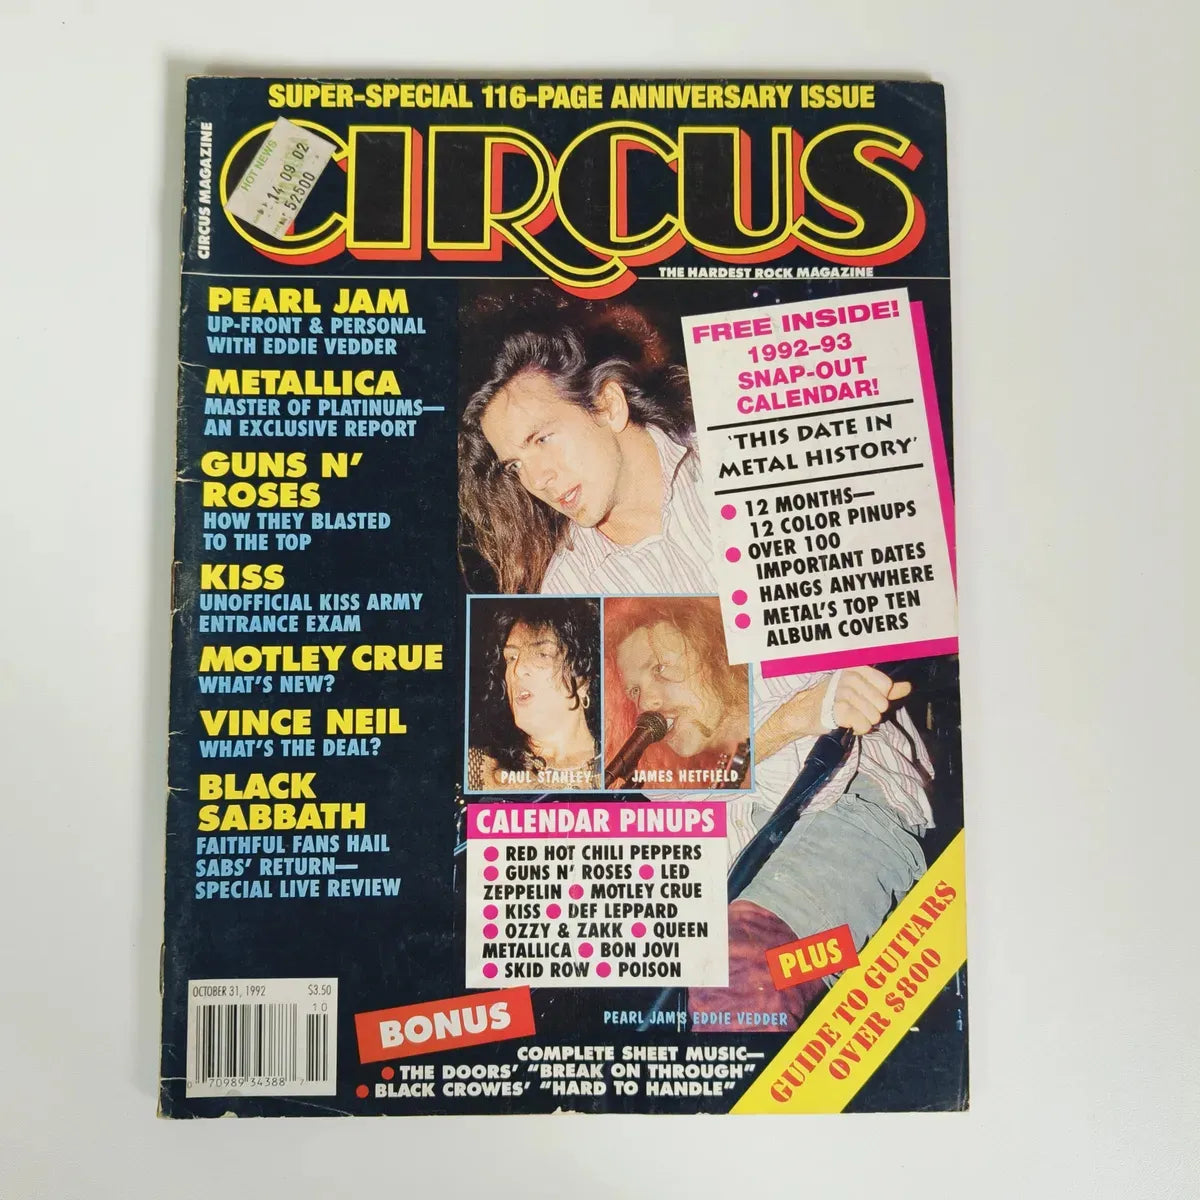 SUPER-SPECIAL 116-PAGE ANNIVERSARY ISSUE
CIRCUS MAGAZINE
CIRCUS
HOT NEWS
14 09 02
52500
THE HARDEST ROCK MAGAZINE
PEARL JAM
UP-FRONT & PERSONAL
WITH EDDIE VEDDER
METALLICA
MASTER OF PLATINUMS—
AN EXCLUSIVE REPORT
GUNS N'
ROSES
HOW THEY BLASTED
TO THE TOP
KISS
UNOFFICIAL KISS ARMY
ENTRANCE EXAM
MOTLEY CRUE
WHAT'S NEW?
VINCE NEIL
WHAT'S THE DEAL?
BLACK
SABBATH
FAITHFUL FANS HAIL
SABS' RETURN—
SPECIAL LIVE REVIEW
FREE INSIDE!
1992–93
SNAP-OUT
CALENDAR!
'THIS DATE IN
METAL HISTORY'
● 12 MONTHS—
12 COLOR PINUPS
● OVER 100
IMPORTANT DATES
● HANGS ANYWHERE
● METAL'S TOP TEN
ALBUM COVERS
PAUL STANLEY
JAMES HETFIELD
CALENDAR PINUPS
● RED HOT CHILI PEPPERS
● GUNS N' ROSES ● LED
ZEPPELIN ● MOTLEY CRUE
● KISS ● DEF LEPPARD
● OZZY & ZAKK ● QUEEN
METALLICA ● BON JOVI
● SKID ROW ● POISON
PLUS
GUIDE TO GUITARS
OVER $800
PEARL JAM'S EDDIE VEDDER
BONUS
COMPLETE SHEET MUSIC—
● THE DOORS' "BREAK ON THROUGH"
● BLACK CROWES' "HARD TO HANDLE"
OCTOBER 31, 1992 $3.50
10
0 70989 34388 7